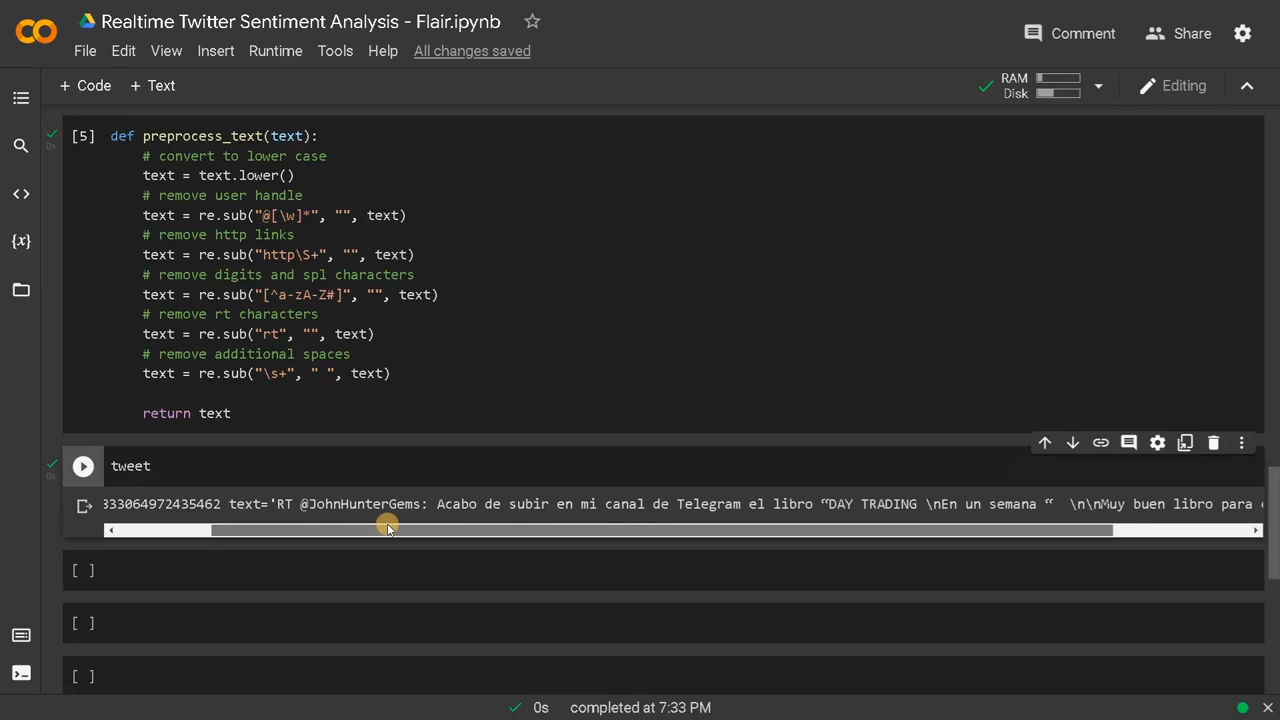 Realtime Twitter Sentiment Analysis - Flair.ipynb
Comment
Share
File Edit View Insert Runtime Tools Help All changes saved
+ Code + Text
RAM
Disk
Editing
[5] def preprocess_text(text):
0s
# convert to lower case
text = text.lower()
# remove user handle
text = re.sub("@[\w]*", "", text)
# remove http links
text = re.sub("http\S+", "", text)
# remove digits and spl characters
text = re.sub("[^a-zA-Z#]", "", text)
# remove rt characters
text = re.sub("rt", "", text)
# remove additional spaces
text = re.sub("\s+", " ", text)
return text
tweet
0s
333064972435462 text='RT @JohnHunterGems: Acabo de subir en mi canal de Telegram el libro “DAY TRADING \nEn un semana “ \n\nMuy buen libro para
[ ]
[ ]
[ ]
0s completed at 7:33 PM